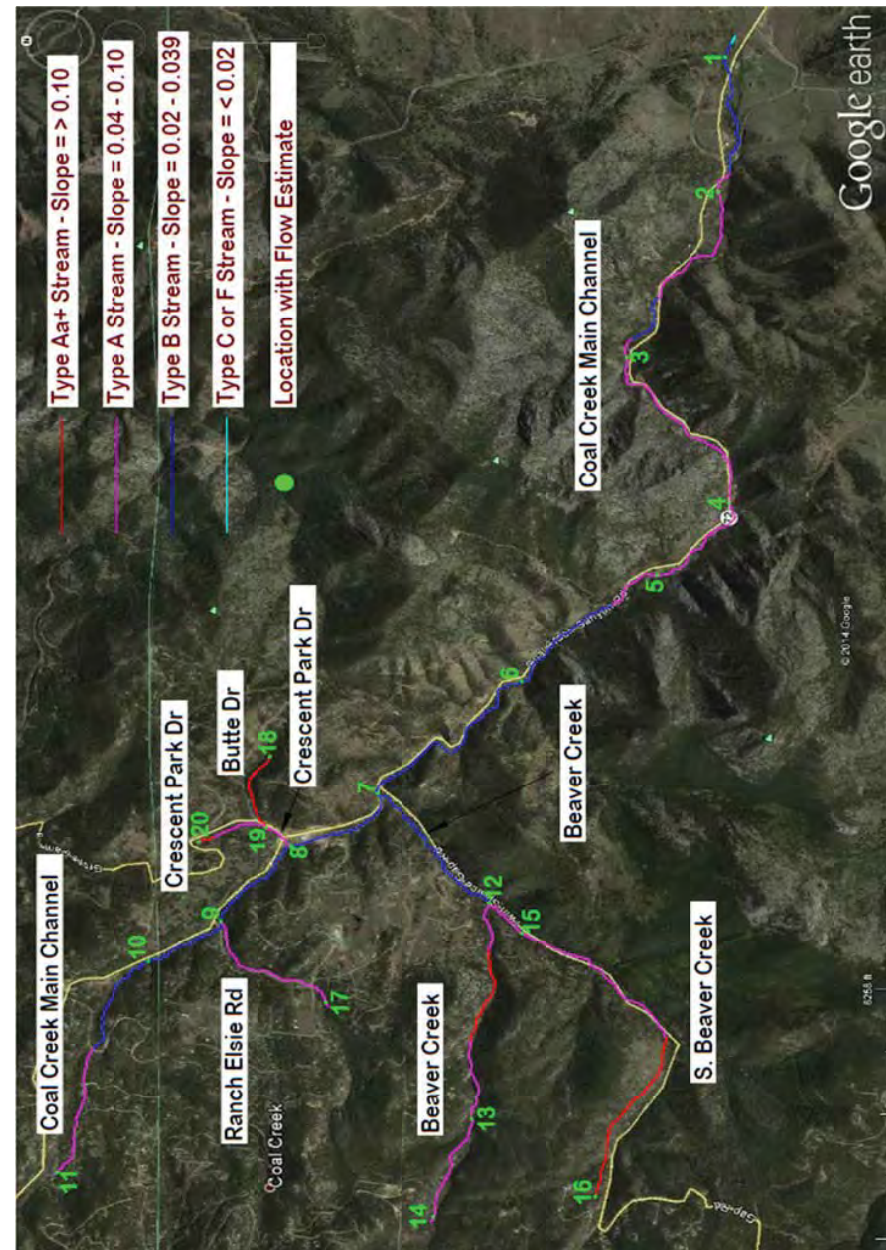 Type Aa+ Stream - Slope = > 0.10
Type A Stream - Slope = 0.04 - 0.10
Type B Stream - Slope = 0.02 - 0.039
Type C or F Stream - Slope = < 0.02
Location with Flow Estimate
Coal Creek Main Channel
11
10
9
Ranch Elsie Rd
17
Coal Creek
Crescent Park Dr
20
Butte Dr
18
19
Crescent Park Dr
8
7
Beaver Creek
14
13
12
15
Beaver Creek
S. Beaver Creek
16
Gap Rd
6
5
4
72
Coal Creek Main Channel
3
2
1
© 2014 Google
Google earth